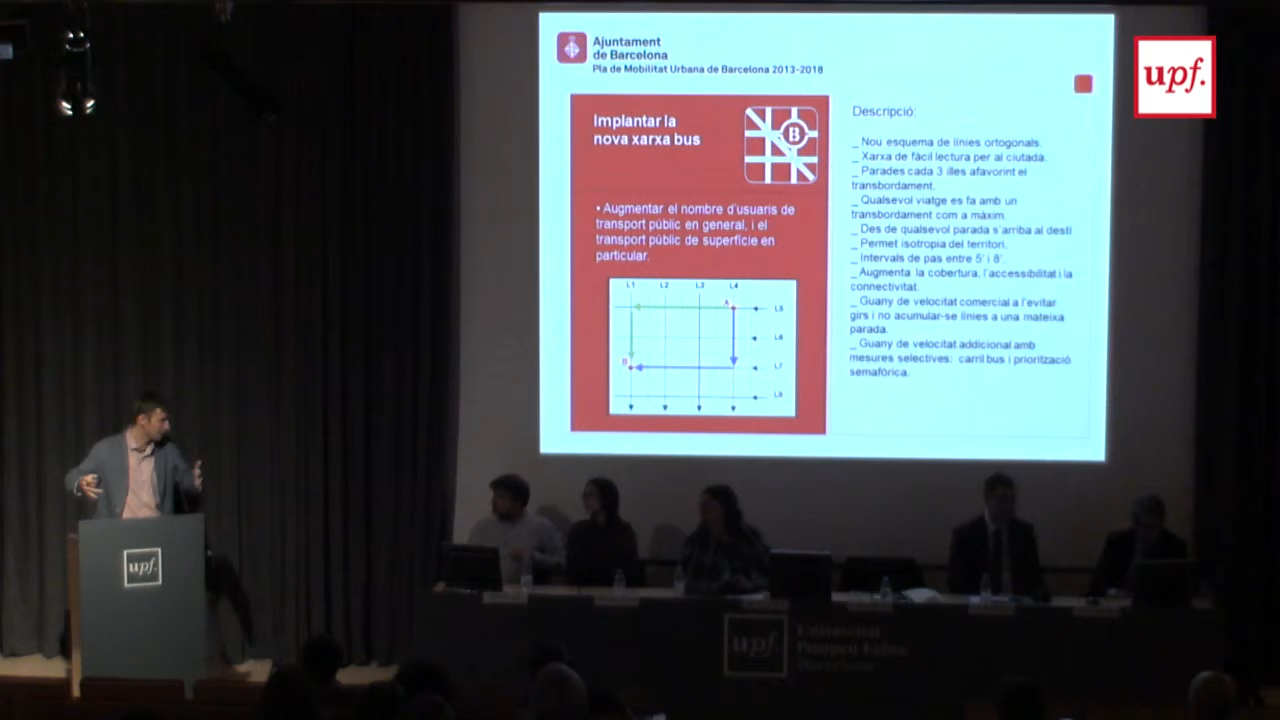 Ajuntament
de Barcelona
Pla de Mobilitat Urbana de Barcelona 2013-2018
upf.
Implantar la
nova xarxa bus
B
• Augmentar el nombre d'usuaris de
transport públic en general, i el
transport públic de superfície en
particular.
L1 L2 L3 L4
A L5
L6
B L7
L8
Descripció:
_ Nou esquema de línies ortogonals.
_ Xarxa de fàcil lectura per al ciutadà.
_ Parades cada 3 illes afavorint el
transbordament.
_ Qualsevol viatge es fa amb un
transbordament com a màxim.
_ Des de qualsevol parada s'arriba al destí
_ Permet isotropia del territori.
_ Intervals de pas entre 5' i 8'.
_ Augmenta la cobertura, l'accessibilitat i la
connectivitat.
_ Guany de velocitat comercial a l'evitar
girs i no acumular-se línies a una mateixa
parada.
_ Guany de velocitat addicional amb
mesures selectives: carril bus i priorització
semafòrica.
upf.
upf.
Universitat
Pompeu Fabra
Barcelona